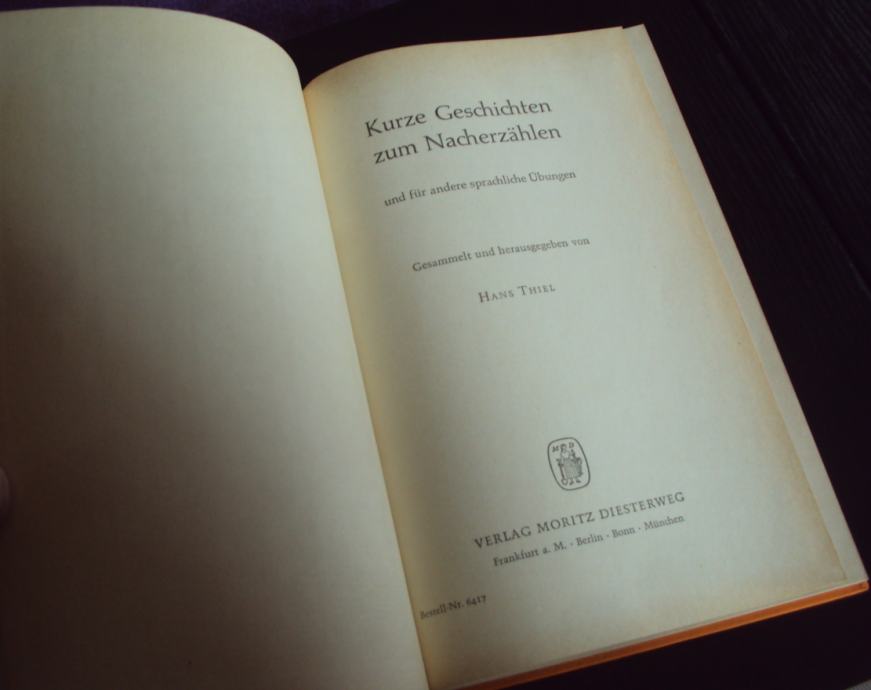 Kurze Geschichten
zum Nacherzählen
und für andere sprachliche Übungen
Gesammelt und herausgegeben von
HANS THIEL
M D
VERLAG MORITZ DIESTERWEG
Frankfurt a. M. · Berlin · Bonn · München
Bestell-Nr. 6417